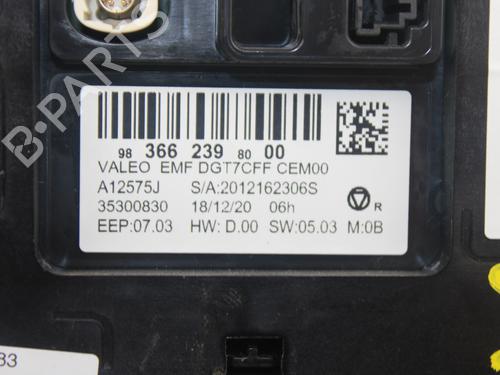 B-PARTS
98 366 239 80 00
VALEO EMF DGT7CFF CEM00
A12575J S/A:2012162306S
35300830 18/12/20 06h
R
EEP:07.03 HW: D.00 SW:05.03 M:0B
33